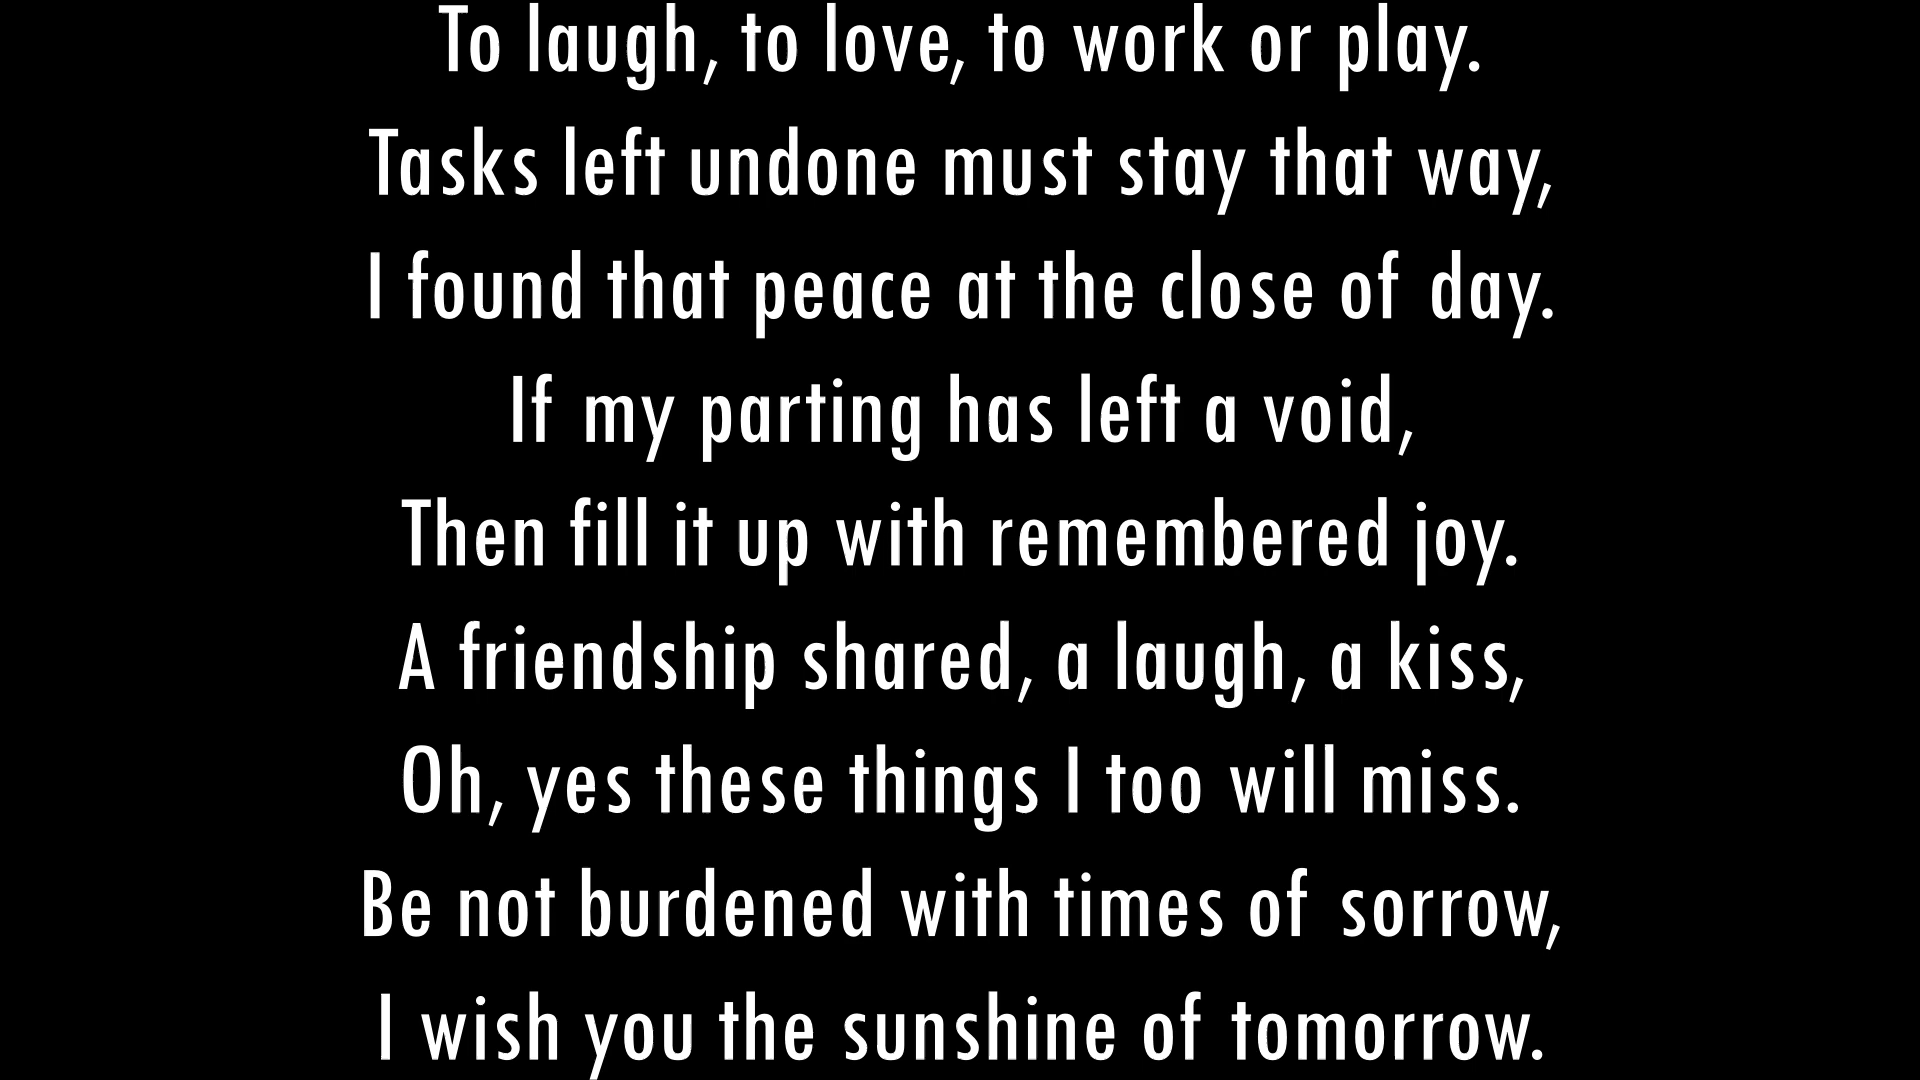 To laugh, to love, to work or play.
Tasks left undone must stay that way,
I found that peace at the close of day.
If my parting has left a void,
Then fill it up with remembered joy.
A friendship shared, a laugh, a kiss,
Oh, yes these things I too will miss.
Be not burdened with times of sorrow,
I wish you the sunshine of tomorrow.